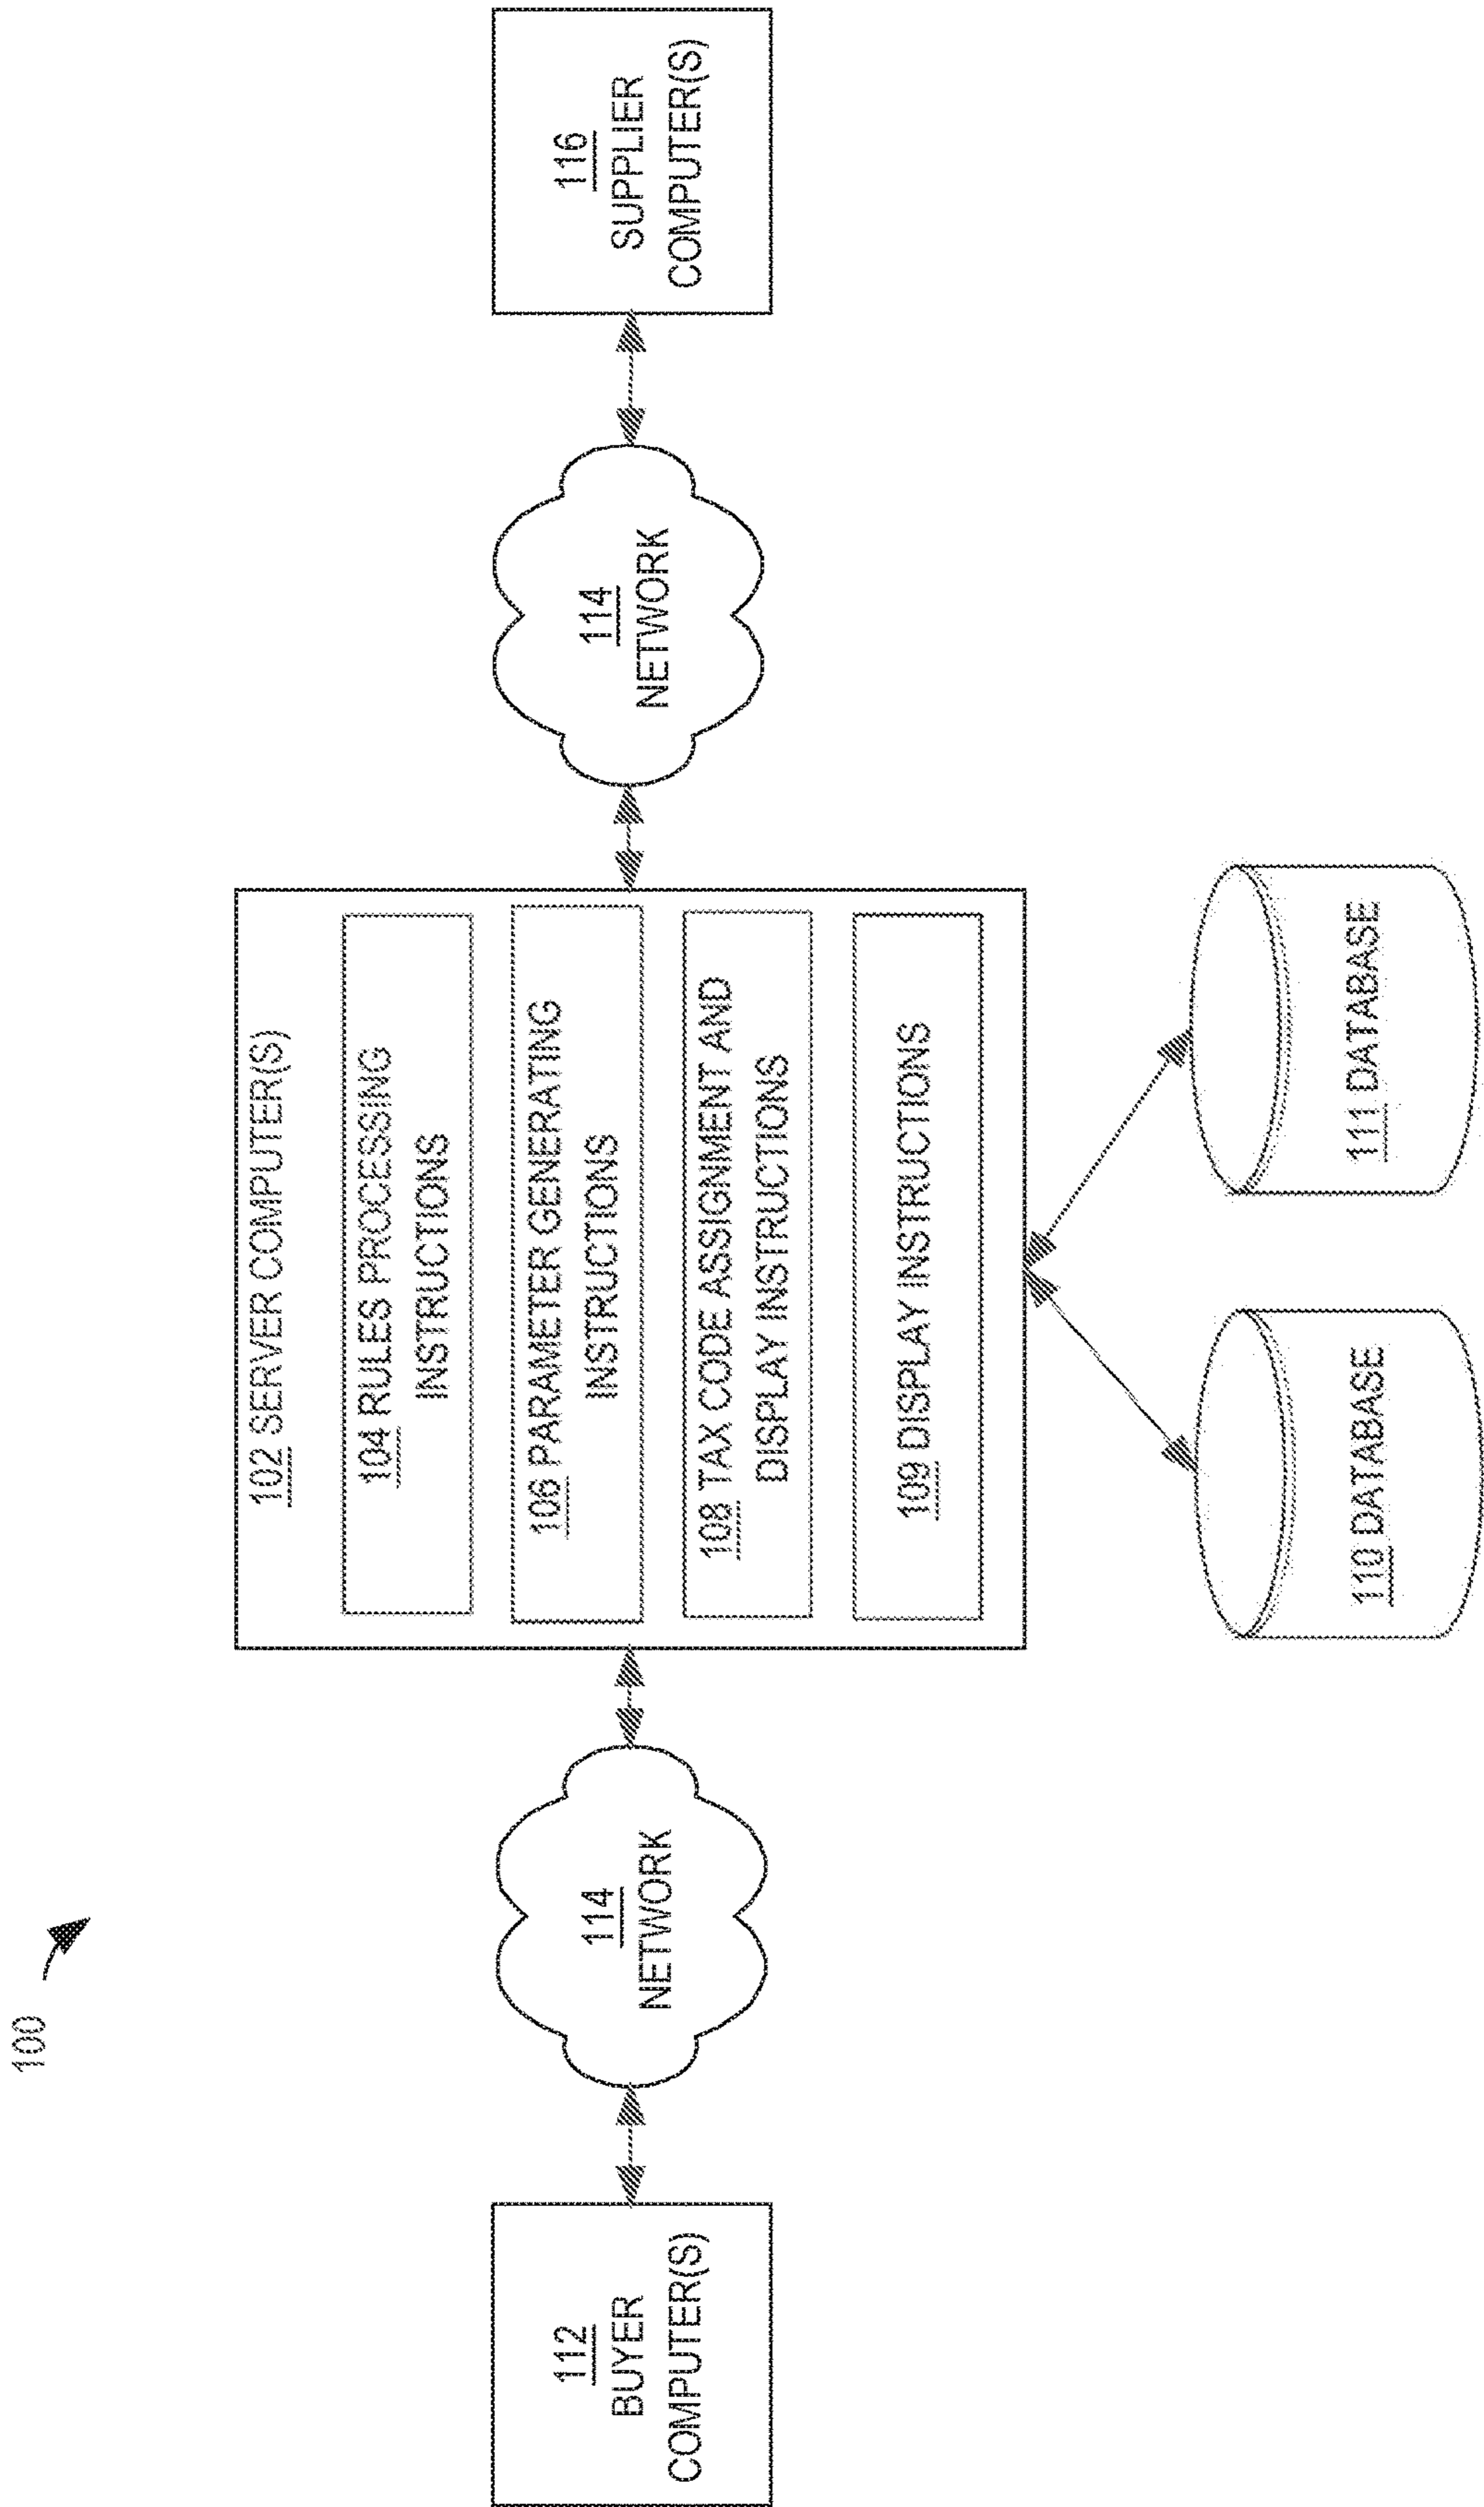 100
112
BUYER
COMPUTER(S)
114
NETWORK
102 SERVER COMPUTER(S)
104 RULES PROCESSING
INSTRUCTIONS
106 PARAMETER GENERATING
INSTRUCTIONS
108 TAX CODE ASSIGNMENT AND
DISPLAY INSTRUCTIONS
109 DISPLAY INSTRUCTIONS
114
NETWORK
116
SUPPLIER
COMPUTER(S)
110 DATABASE
111 DATABASE